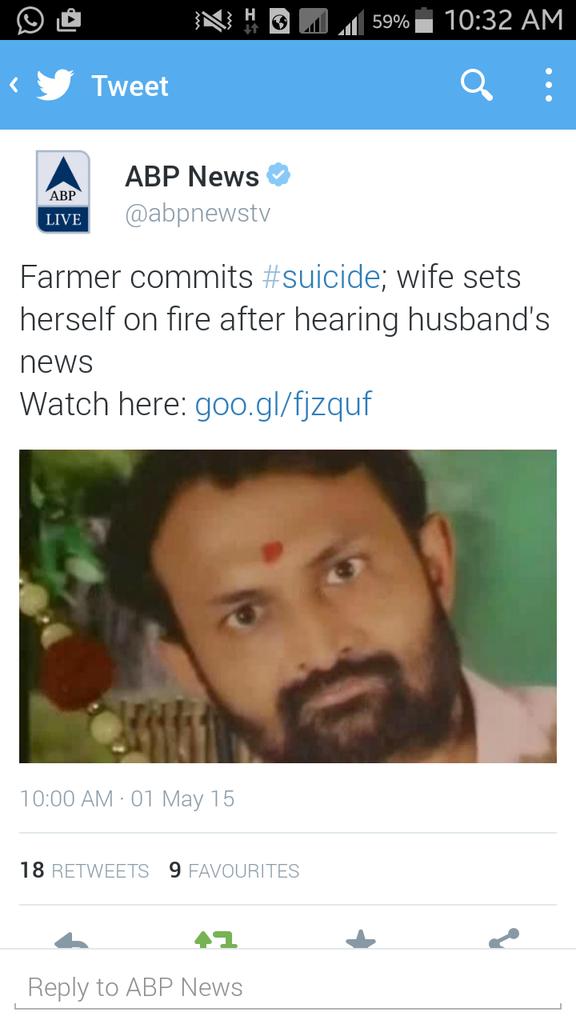 H 59% 10:32 AM
Tweet
ABP
LIVE
ABP News
@abpnewstv
Farmer commits #suicide; wife sets
herself on fire after hearing husband's
news
Watch here: goo.gl/fjzquf
10:00 AM · 01 May 15
18 RETWEETS 9 FAVOURITES
Reply to ABP News